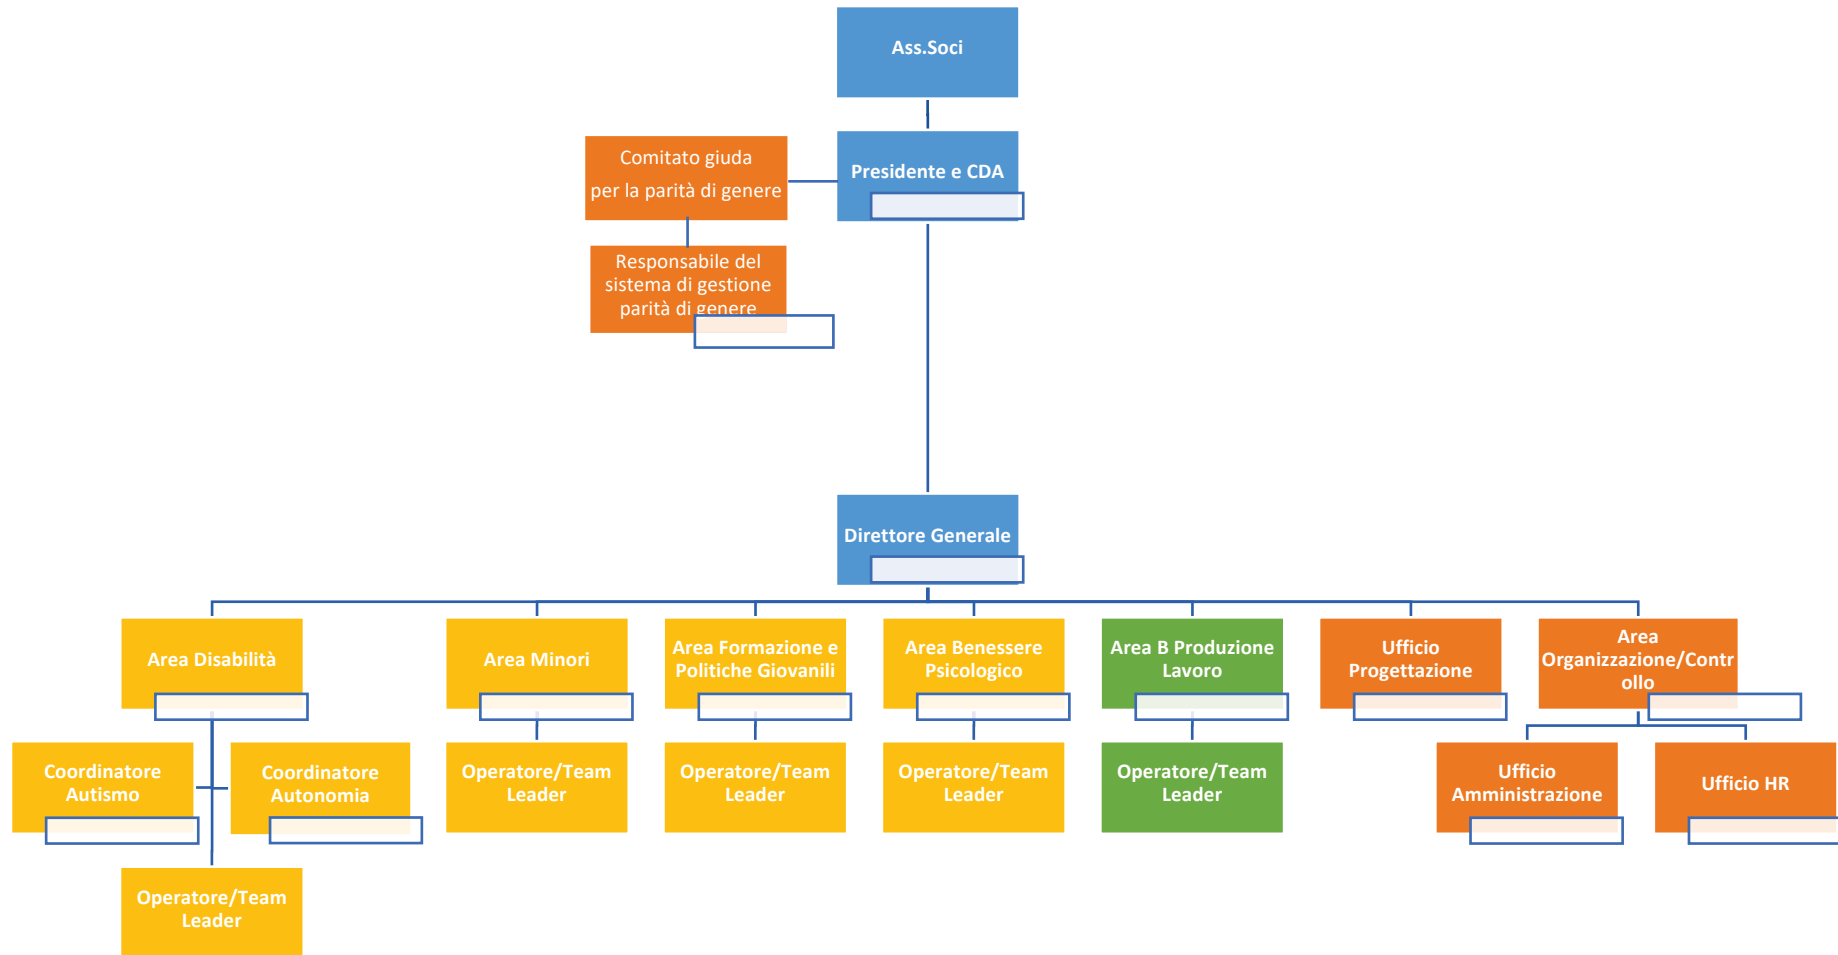 Ass.Soci
Comitato giuda
per la parità di genere
Presidente e CDA
Responsabile del
sistema di gestione
parità di genere
Direttore Generale
Area Disabilità
Area Minori
Area Formazione e
Politiche Giovanili
Area Benessere
Psicologico
Area B Produzione
Lavoro
Ufficio
Progettazione
Area
Organizzazione/Contr
ollo
Coordinatore
Autismo
Coordinatore
Autonomia
Operatore/Team
Leader
Operatore/Team
Leader
Operatore/Team
Leader
Operatore/Team
Leader
Ufficio
Amministrazione
Ufficio HR
Operatore/Team
Leader